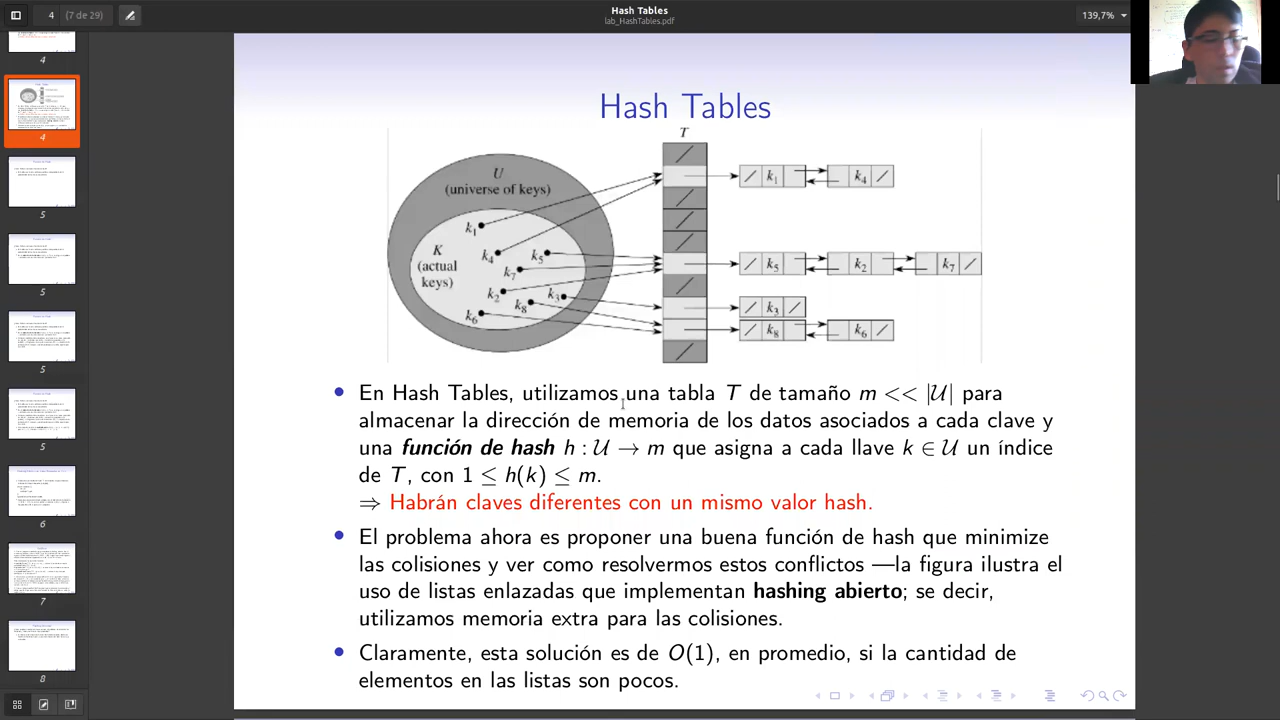 Hash Tables
lab_HashTables.pdf
4 (7 de 29)
139,7%
4
4
5
5
5
5
6
7
8
Hash Tables
T
U
(universe of keys)
K
(actual
keys)
k1
k4
k5
k7
k2
k8
k3
k6
k1 k4
k5 k2 k7
k3
k8 k6
En Hash Tables, utilizamos una tabla T de tamaño m << |U| para
almacenar la dirección de memoria de los datos asociados a cada clave y
una función de hash h : U → m que asigna a cada llave k ∈ U un índice
de T, con 1 ≤ h(k) ≤ m.
⇒ Habrán claves diferentes con un mismo valor hash.
El problema ahora es proponer una buena función de hash que minimize
las colisiones y ver como resolvermos estos conflictos —la figura ilustra el
uso de listas enlazadas que implementan hashing abierto; se decir,
utilizamos memoria extra para las colisiones.
Claramente, esta solución es de O(1), en promedio, si la cantidad de
elementos en las listas son pocos.